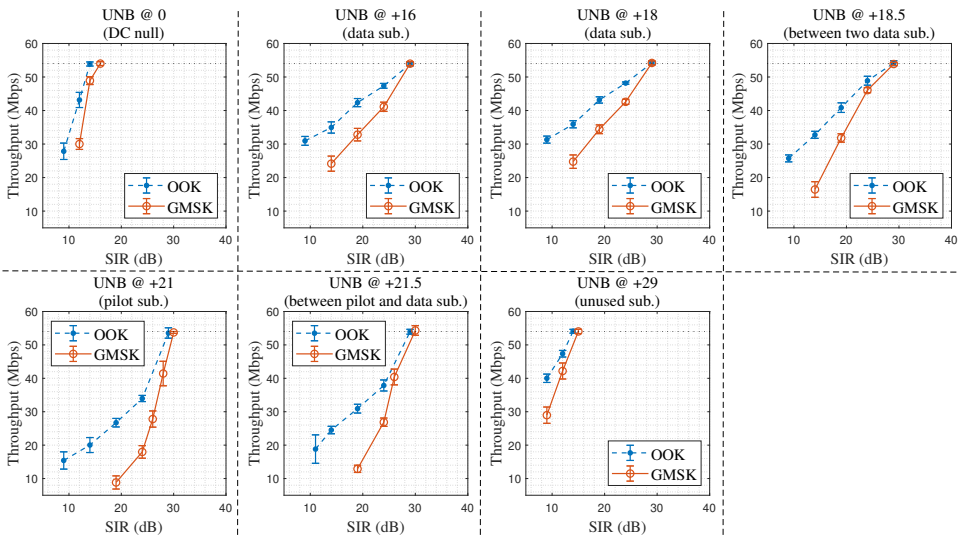 UNB @ 0
(DC null)
60
50
40
30
20
10
Throughput (Mbps)
OOK
GMSK
10
20
30
40
SIR (dB)
UNB @ +16
(data sub.)
60
50
40
30
20
10
Throughput (Mbps)
OOK
GMSK
10
20
30
40
SIR (dB)
UNB @ +18
(data sub.)
60
50
40
30
20
10
Throughput (Mbps)
OOK
GMSK
10
20
30
40
SIR (dB)
UNB @ +18.5
(between two data sub.)
60
50
40
30
20
10
Throughput (Mbps)
OOK
GMSK
10
20
30
40
SIR (dB)
UNB @ +21
(pilot sub.)
60
50
40
30
20
10
Throughput (Mbps)
OOK
GMSK
10
20
30
40
SIR (dB)
UNB @ +21.5
(between pilot and data sub.)
60
50
40
30
20
10
Throughput (Mbps)
OOK
GMSK
10
20
30
40
SIR (dB)
UNB @ +29
(unused sub.)
60
50
40
30
20
10
Throughput (Mbps)
OOK
GMSK
10
20
30
40
SIR (dB)